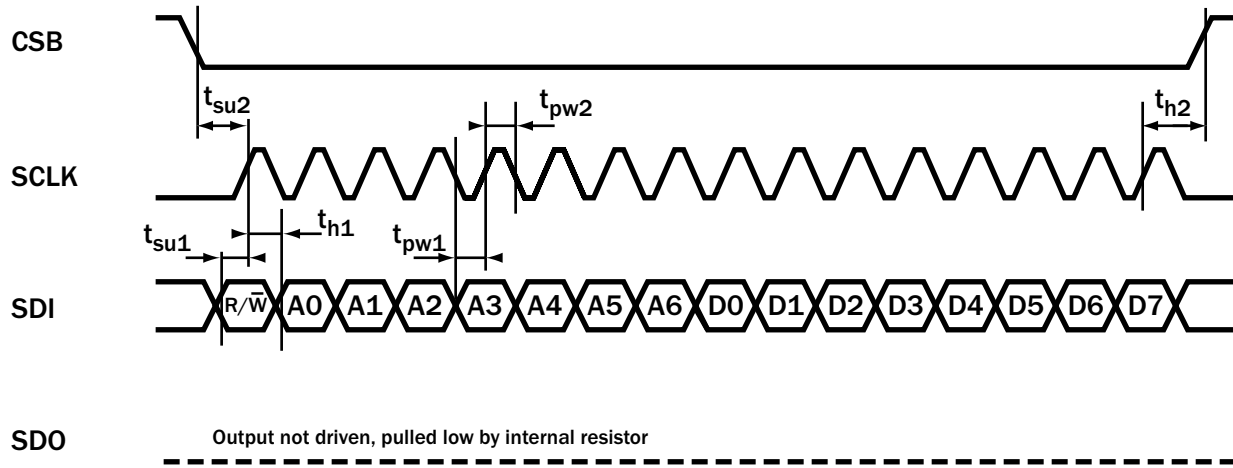 CSB
tsu2
tpw2
th2
SCLK
tsu1
th1
tpw1
SDI
R/W̅ A0 A1 A2 A3 A4 A5 A6 D0 D1 D2 D3 D4 D5 D6 D7
SDO
Output not driven, pulled low by internal resistor